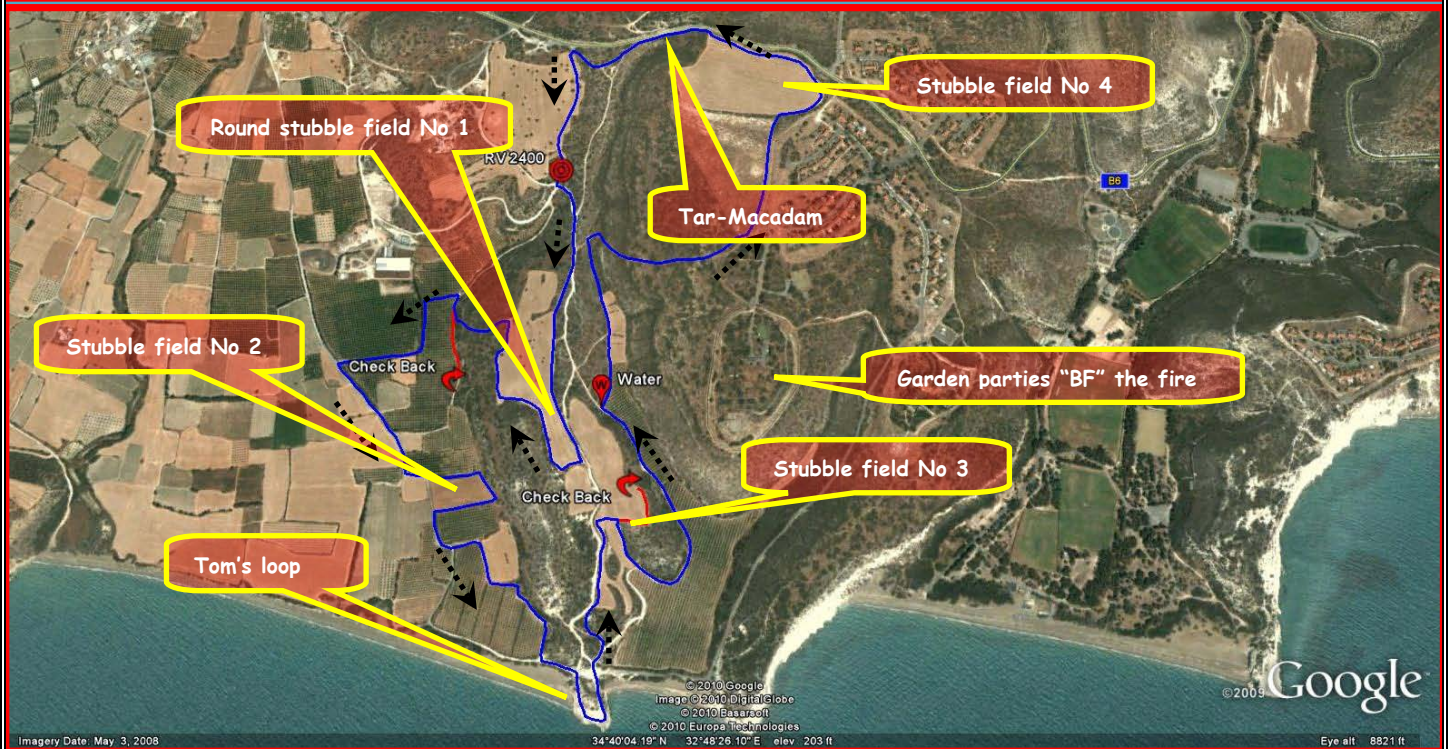 Stubble field No 4
Round stubble field No 1
RV 2400
B6
Tar-Macadam
Stubble field No 2
Check Back
Water
Garden parties “BF” the fire
Stubble field No 3
Check Back
Tom’s loop
© 2010 Google
Image © 2010 DigitalGlobe
© 2010 Basarsoft
© 2010 Europa Technologies
©2009 Google
Imagery Date: May 3, 2008
34°40'04.19" N 32°48'26.10" E elev 203 ft
Eye alt 8821 ft